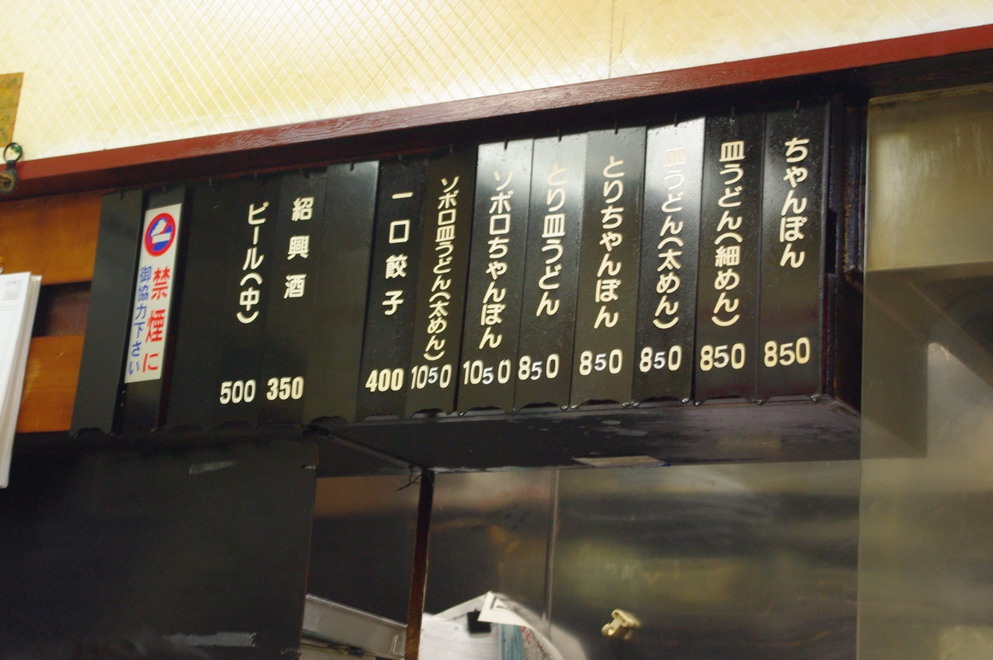 ちゃんぽん
850
皿うどん(細めん)
850
皿うどん(太めん)
850
とりちゃんぽん
850
とり皿うどん
850
ソボロちゃんぽん
1050
ソボロ皿うどん(太めん)
1050
一口餃子
400
紹興酒
350
ビール(中)
500
禁煙に
御協力下さい